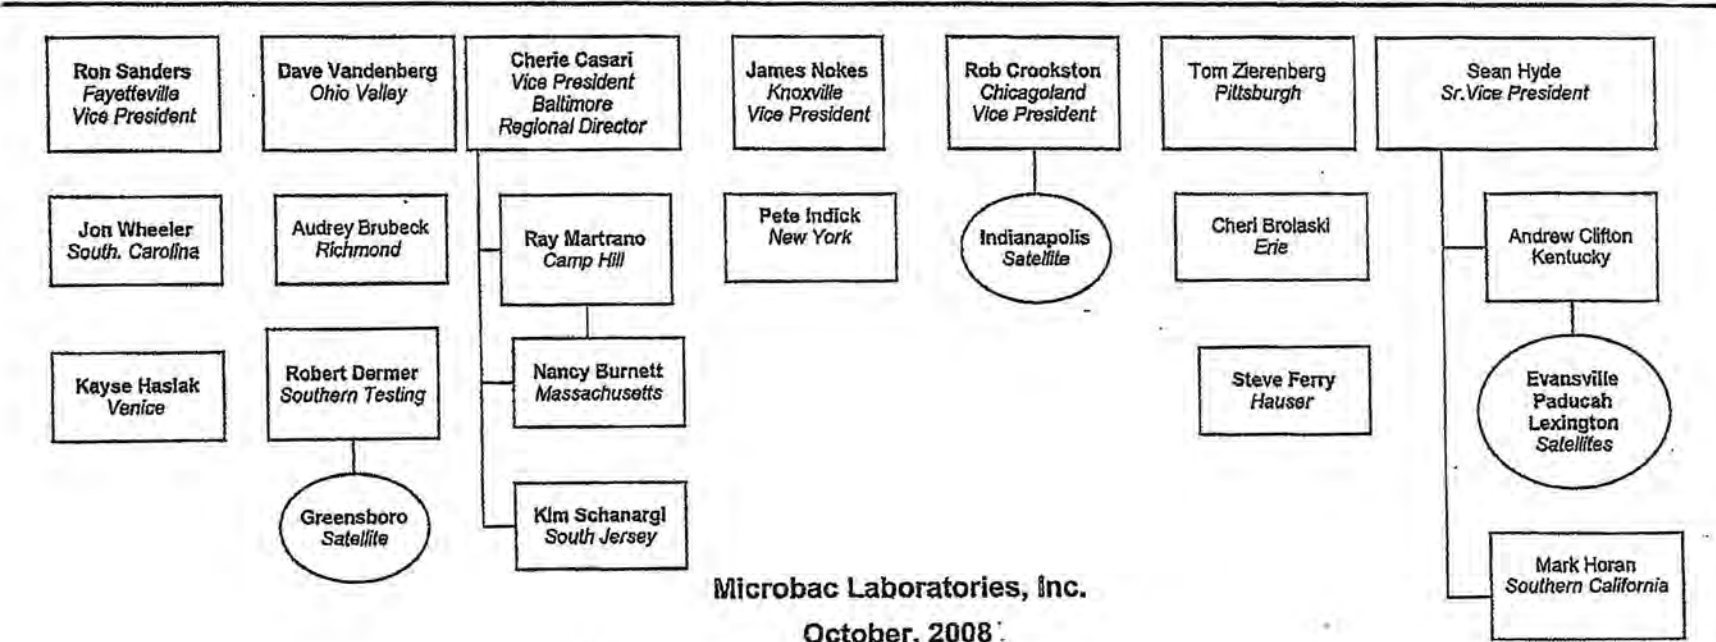 Ron Sanders
Fayetteville
Vice President
Dave Vandenberg
Ohio Valley
Cherie Casari
Vice President
Baltimore
Regional Director
James Nokes
Knoxville
Vice President
Rob Crookston
Chicagoland
Vice President
Tom Zierenberg
Pittsburgh
Sean Hyde
Sr.Vice President
Jon Wheeler
South. Carolina
Audrey Brubeck
Richmond
Ray Martrano
Camp Hill
Pete Indick
New York
Indianapolis
Satellite
Cheri Brolaski
Erie
Andrew Clifton
Kentucky
Kayse Haslak
Venice
Robert Dermer
Southern Testing
Nancy Burnett
Massachusetts
Steve Ferry
Hauser
Evansville
Paducah
Lexington
Satellites
Greensboro
Satellite
Kim Schanargi
South Jersey
Mark Horan
Southern California
Microbac Laboratories, Inc.
October, 2008